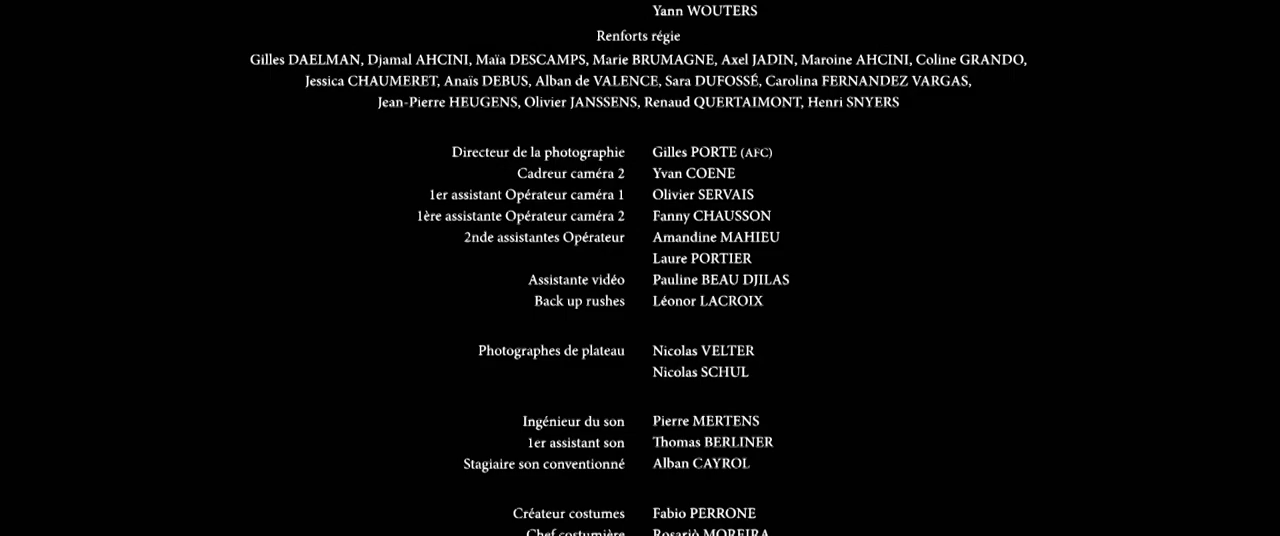 Yann WOUTERS
Renforts régie
Gilles DAELMAN, Djamal AHCINI, Maïa DESCAMPS, Marie BRUMAGNE, Axel JADIN, Maroine AHCINI, Coline GRANDO,
Jessica CHAUMERET, Anaïs DEBUS, Alban de VALENCE, Sara DUFOSSÉ, Carolina FERNANDEZ VARGAS,
Jean-Pierre HEUGENS, Olivier JANSSENS, Renaud QUERTAIMONT, Henri SNYERS
Directeur de la photographie Gilles PORTE (AFC)
Cadreur caméra 2 Yvan COENE
1er assistant Opérateur caméra 1 Olivier SERVAIS
1ère assistante Opérateur caméra 2 Fanny CHAUSSON
2nde assistantes Opérateur Amandine MAHIEU
Laure PORTIER
Assistante vidéo Pauline BEAU DJILAS
Back up rushes Léonor LACROIX
Photographes de plateau Nicolas VELTER
Nicolas SCHUL
Ingénieur du son Pierre MERTENS
1er assistant son Thomas BERLINER
Stagiaire son conventionné Alban CAYROL
Créateur costumes Fabio PERRONE
Chef costumière Rosariò MOREIRA